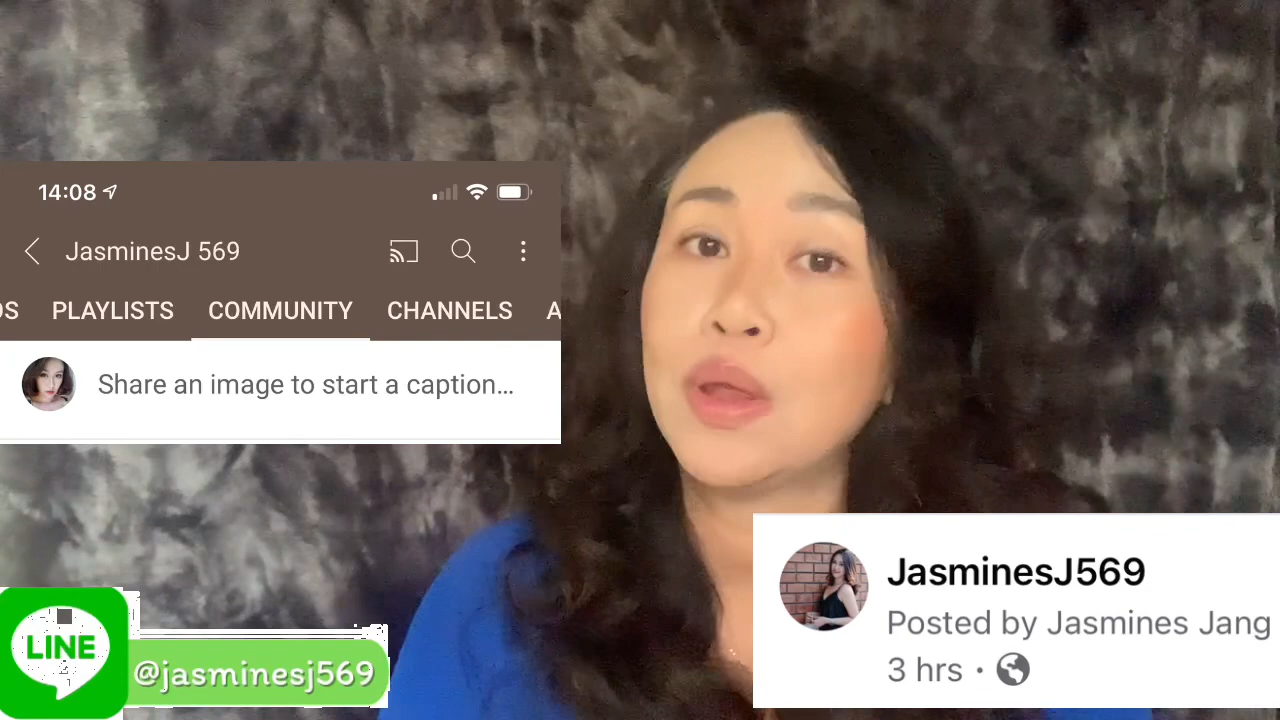 14:08
JasminesJ 569
PLAYLISTS
COMMUNITY
CHANNELS
Share an image to start a caption...
JasminesJ569
Posted by Jasmines Jang
3 hrs ·
LINE
@jasminesj569